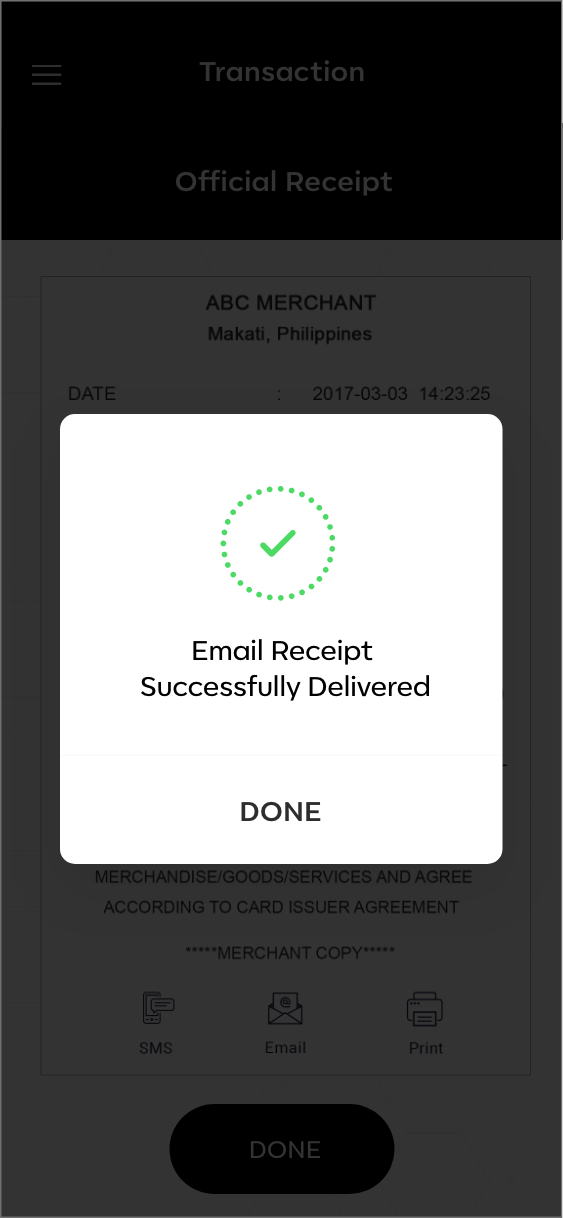 Transaction
Official Receipt
ABC MERCHANT
Makati, Philippines
DATE : 2017-03-03 14:23:25
Email Receipt
Successfully Delivered
DONE
MERCHANDISE/GOODS/SERVICES AND AGREE
ACCORDING TO CARD ISSUER AGREEMENT
*****MERCHANT COPY*****
SMS Email Print
DONE